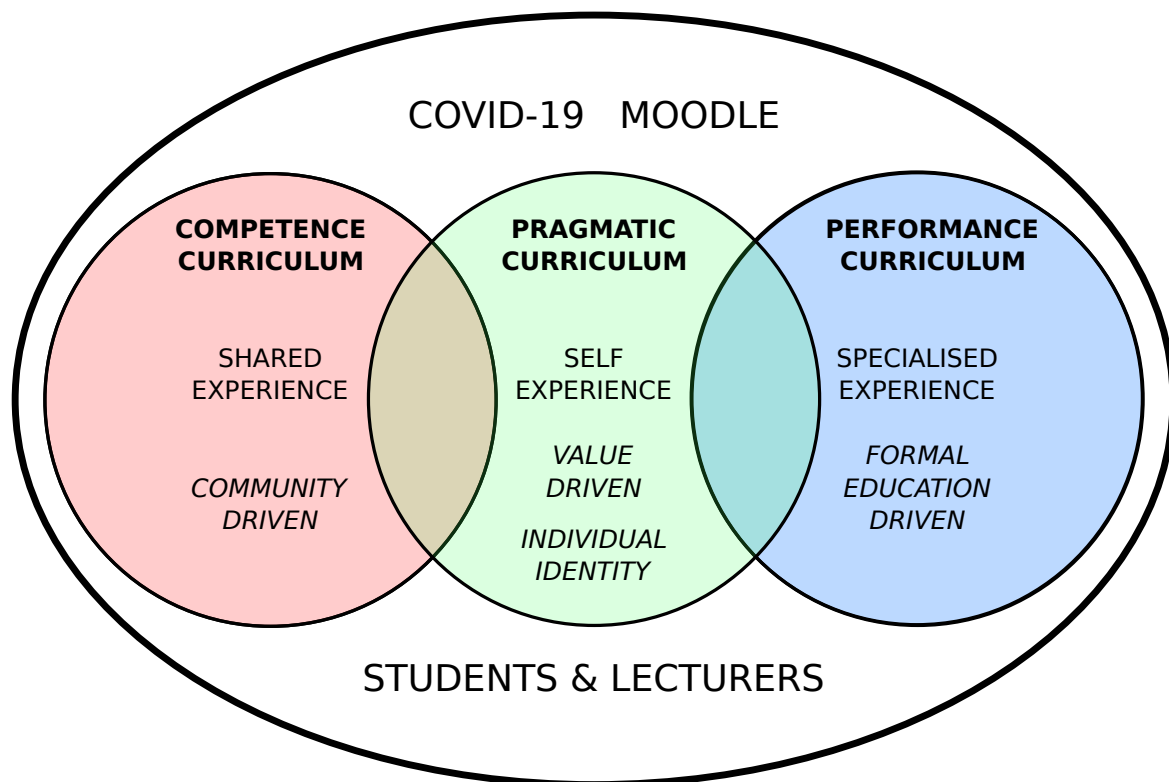 COVID-19 MOODLE
COMPETENCE
CURRICULUM
SHARED
EXPERIENCE
COMMUNITY
DRIVEN
PRAGMATIC
CURRICULUM
SELF
EXPERIENCE
VALUE
DRIVEN
INDIVIDUAL
IDENTITY
PERFORMANCE
CURRICULUM
SPECIALISED
EXPERIENCE
FORMAL
EDUCATION
DRIVEN
STUDENTS & LECTURERS